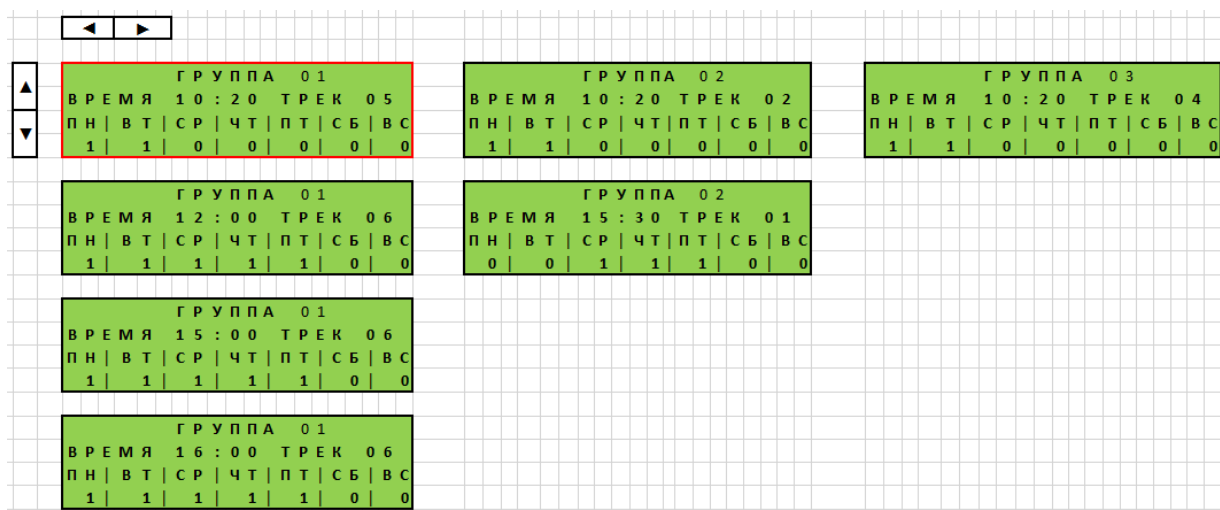 ◄ ►
▲
▼
ГРУППА 01
ВРЕМЯ 10:20 ТРЕК 05
ПН| ВТ|СР|ЧТ|ПТ|СБ|ВС
1| 1| 0| 0| 0| 0| 0
ГРУППА 02
ВРЕМЯ 10:20 ТРЕК 02
ПН| ВТ|СР|ЧТ|ПТ|СБ|ВС
1| 1| 0| 0| 0| 0| 0
ГРУППА 03
ВРЕМЯ 10:20 ТРЕК 04
ПН| ВТ|СР|ЧТ|ПТ|СБ|ВС
1| 1| 0| 0| 0| 0| 0
ГРУППА 01
ВРЕМЯ 12:00 ТРЕК 06
ПН| ВТ|СР|ЧТ|ПТ|СБ|ВС
1| 1| 1| 1| 1| 0| 0
ГРУППА 02
ВРЕМЯ 15:30 ТРЕК 01
ПН| ВТ|СР|ЧТ|ПТ|СБ|ВС
0| 0| 1| 1| 1| 0| 0
ГРУППА 01
ВРЕМЯ 15:00 ТРЕК 06
ПН| ВТ|СР|ЧТ|ПТ|СБ|ВС
1| 1| 1| 1| 1| 0| 0
ГРУППА 01
ВРЕМЯ 16:00 ТРЕК 06
ПН| ВТ|СР|ЧТ|ПТ|СБ|ВС
1| 1| 1| 1| 1| 0| 0